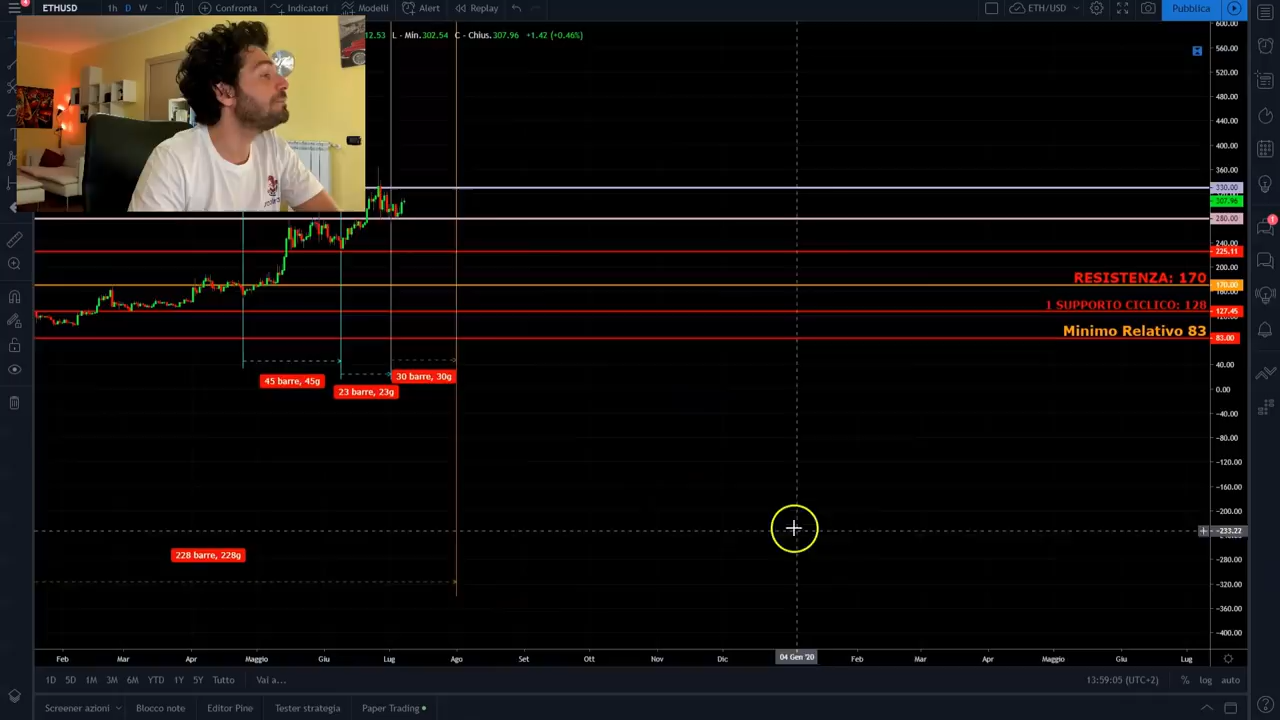 4
ETHUSD
1h D W
Confronta
Indicatori
Modelli
Alert
Replay
ETH/USD
Pubblica
12.53 L - Min.302.54 C - Chius.307.96 +1.42 (+0.46%)
600.00
560.00
520.00
480.00
440.00
400.00
360.00
330.00
307.96
280.00
1
240.00
225.11
200.00
RESISTENZA: 170
170.00
1 SUPPORTO CICLICO: 128
127.45
Minimo Relativo 83
83.00
40.00
0.00
−40.00
−80.00
−120.00
−160.00
−200.00
−233.22
−280.00
−320.00
−360.00
−400.00
45 barre, 45g
30 barre, 30g
23 barre, 23g
228 barre, 228g
Feb Mar Apr Maggio Giu Lug Ago Set Ott Nov Dic 04 Gen '20 Feb Mar Apr Maggio Giu Lug
1D 5D 1M 3M 6M YTD 1Y 5Y Tutto Vai a...
13:59:05 (UTC+2) % log auto
Screener azioni Blocco note Editor Pine Tester strategia Paper Trading